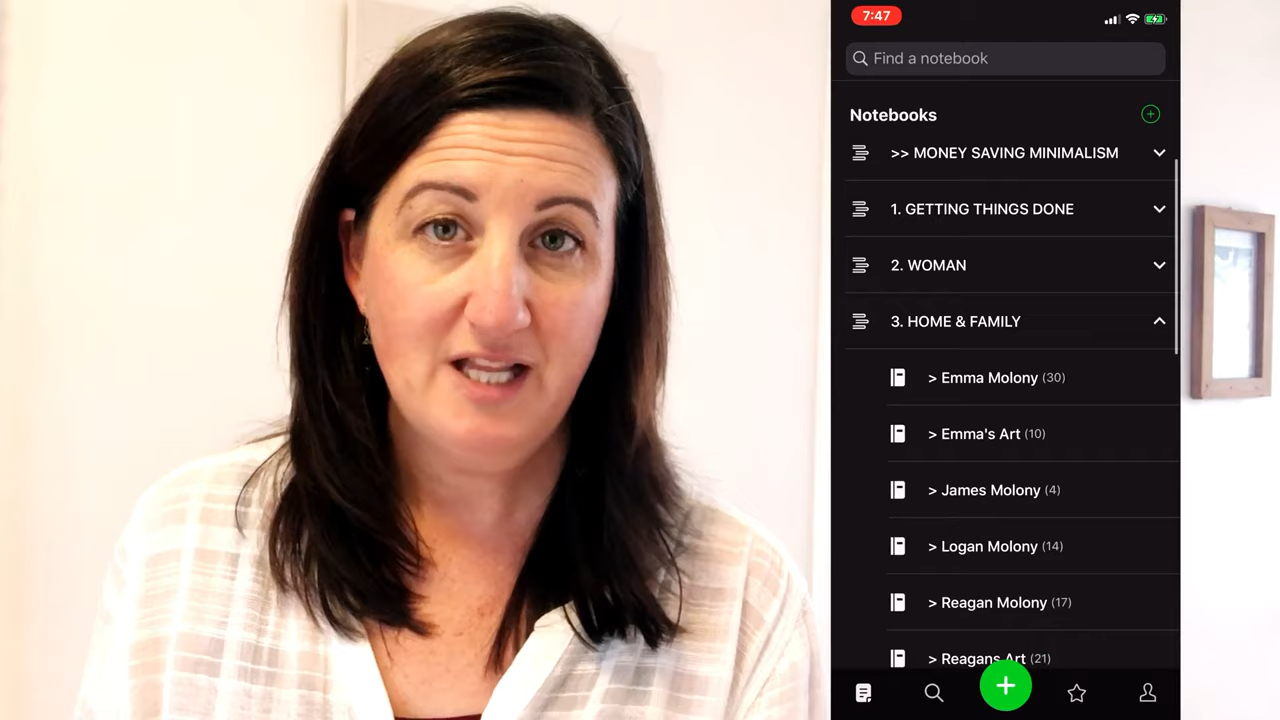 7:47
Find a notebook
Notebooks
>> MONEY SAVING MINIMALISM
1. GETTING THINGS DONE
2. WOMAN
3. HOME & FAMILY
> Emma Molony (30)
> Emma's Art (10)
> James Molony (4)
> Logan Molony (14)
> Reagan Molony (17)
> Reagans Art (21)